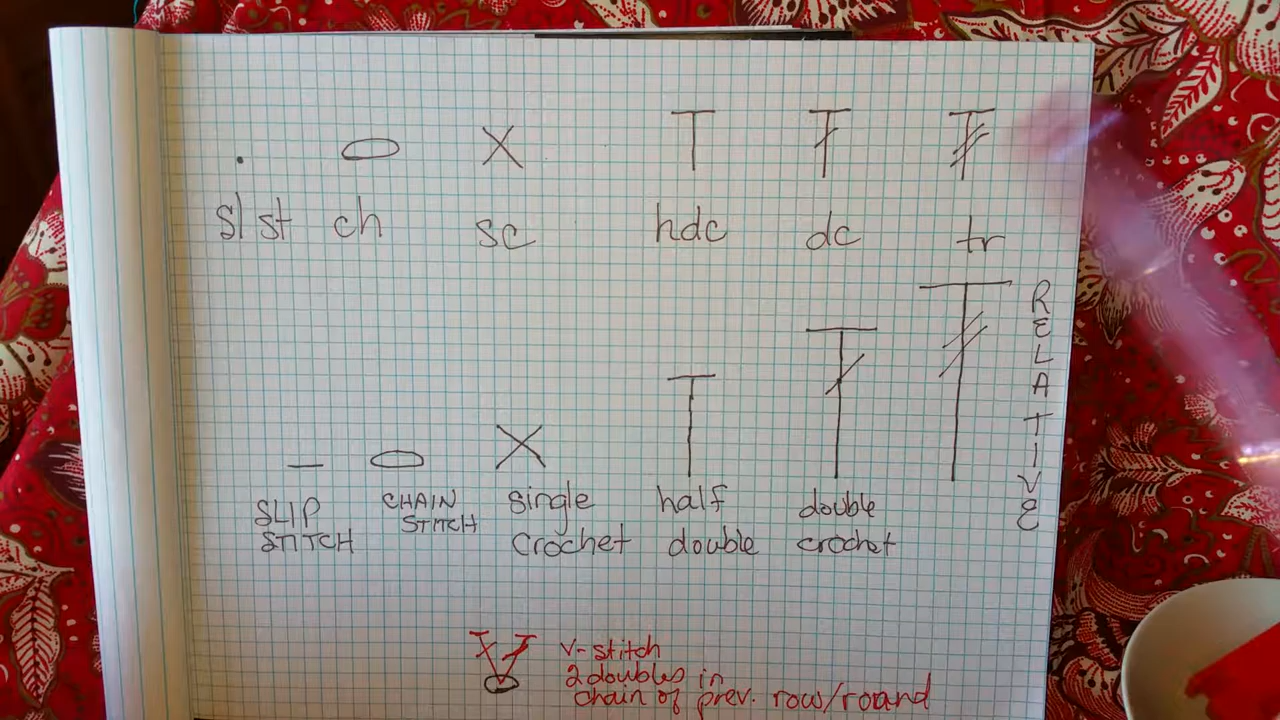 sl st ch sc hdc dc tr
RELATIVE
SLIP STITCH
CHAIN STITCH
single crochet
half double
double crochet
v-stitch
2 doubles in
chain of prev. row/round